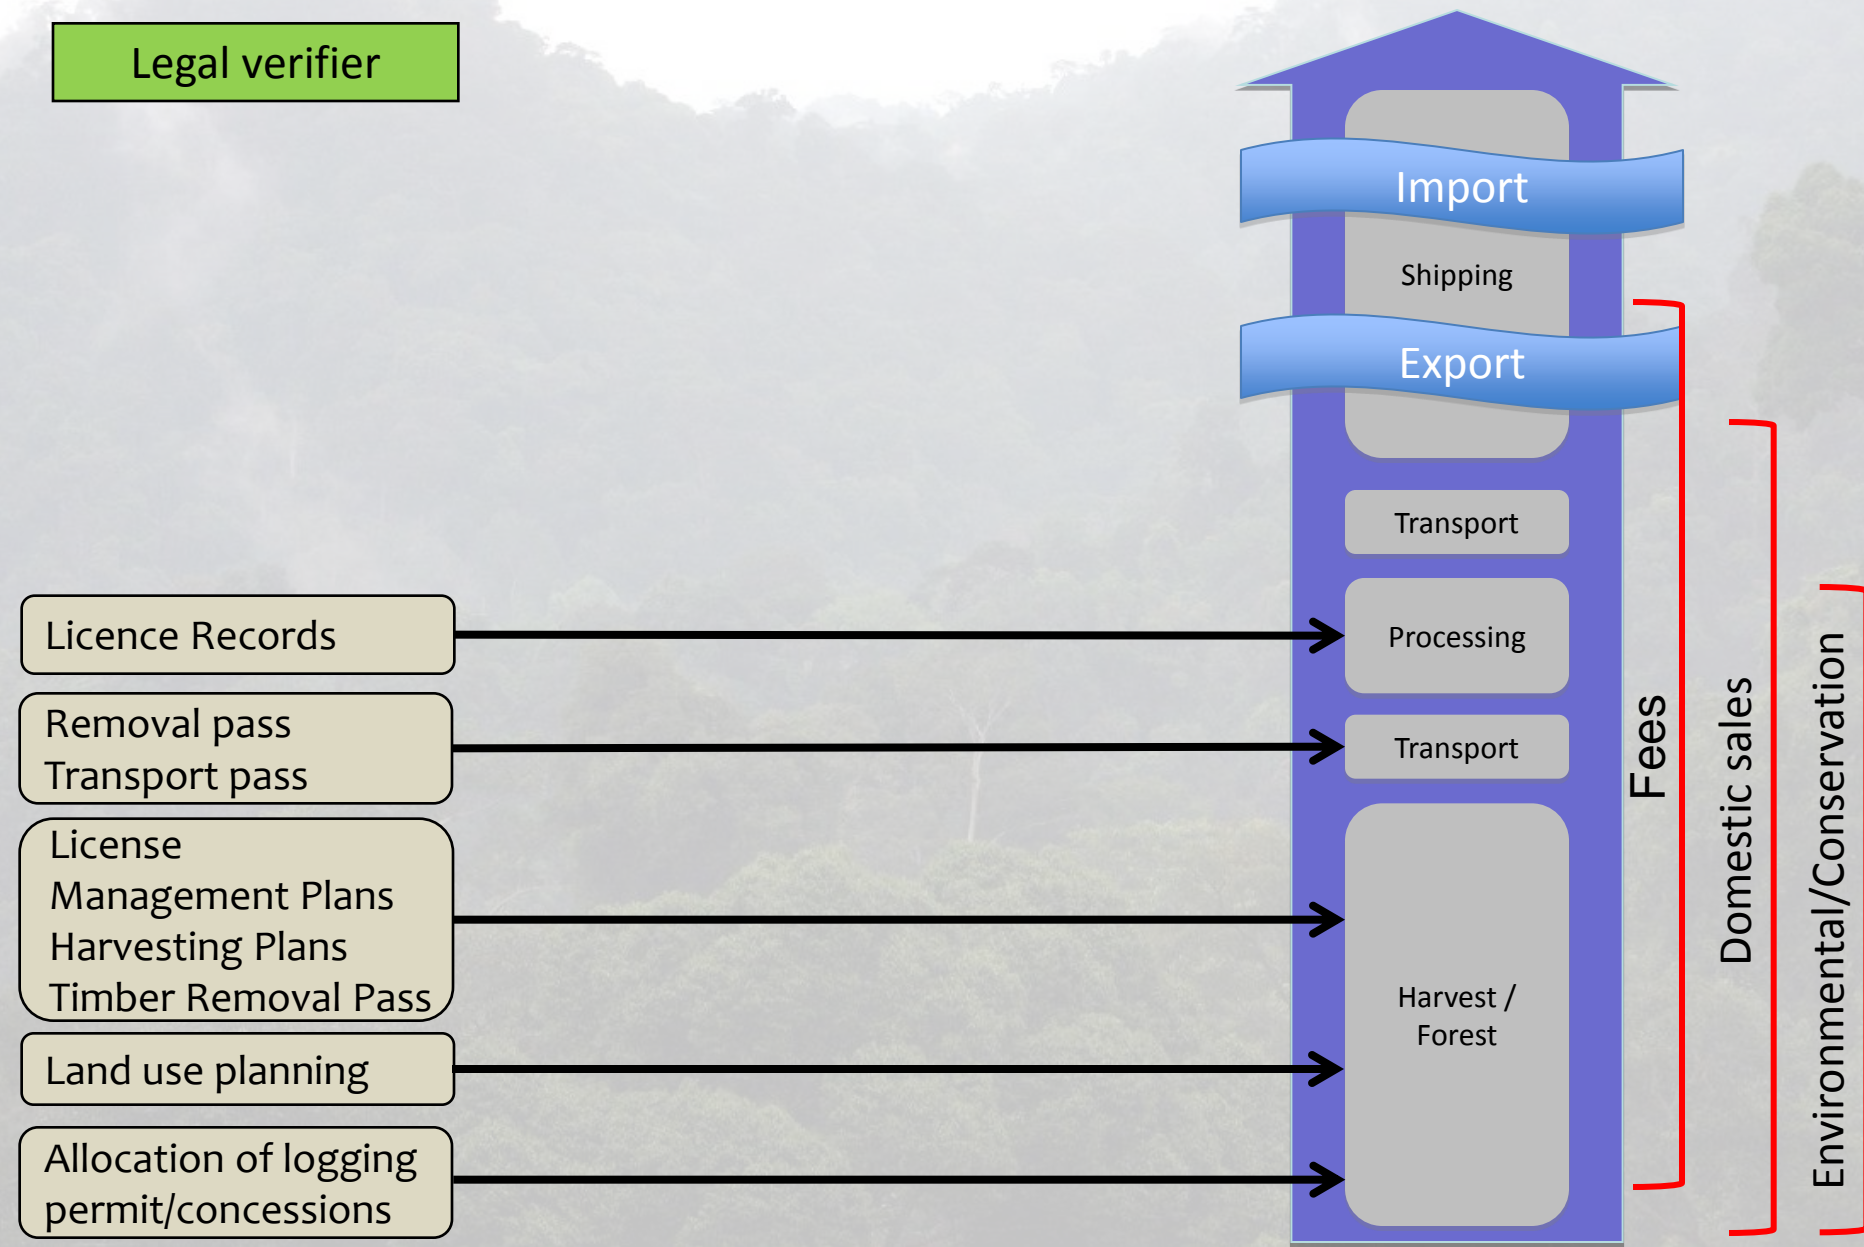 Legal verifier
Import
Shipping
Export
Transport
Licence Records
Processing
Removal pass
Transport pass
Transport
License
Management Plans
Harvesting Plans
Timber Removal Pass
Harvest /
Forest
Land use planning
Allocation of logging
permit/concessions
Fees
Domestic sales
Environmental/Conservation